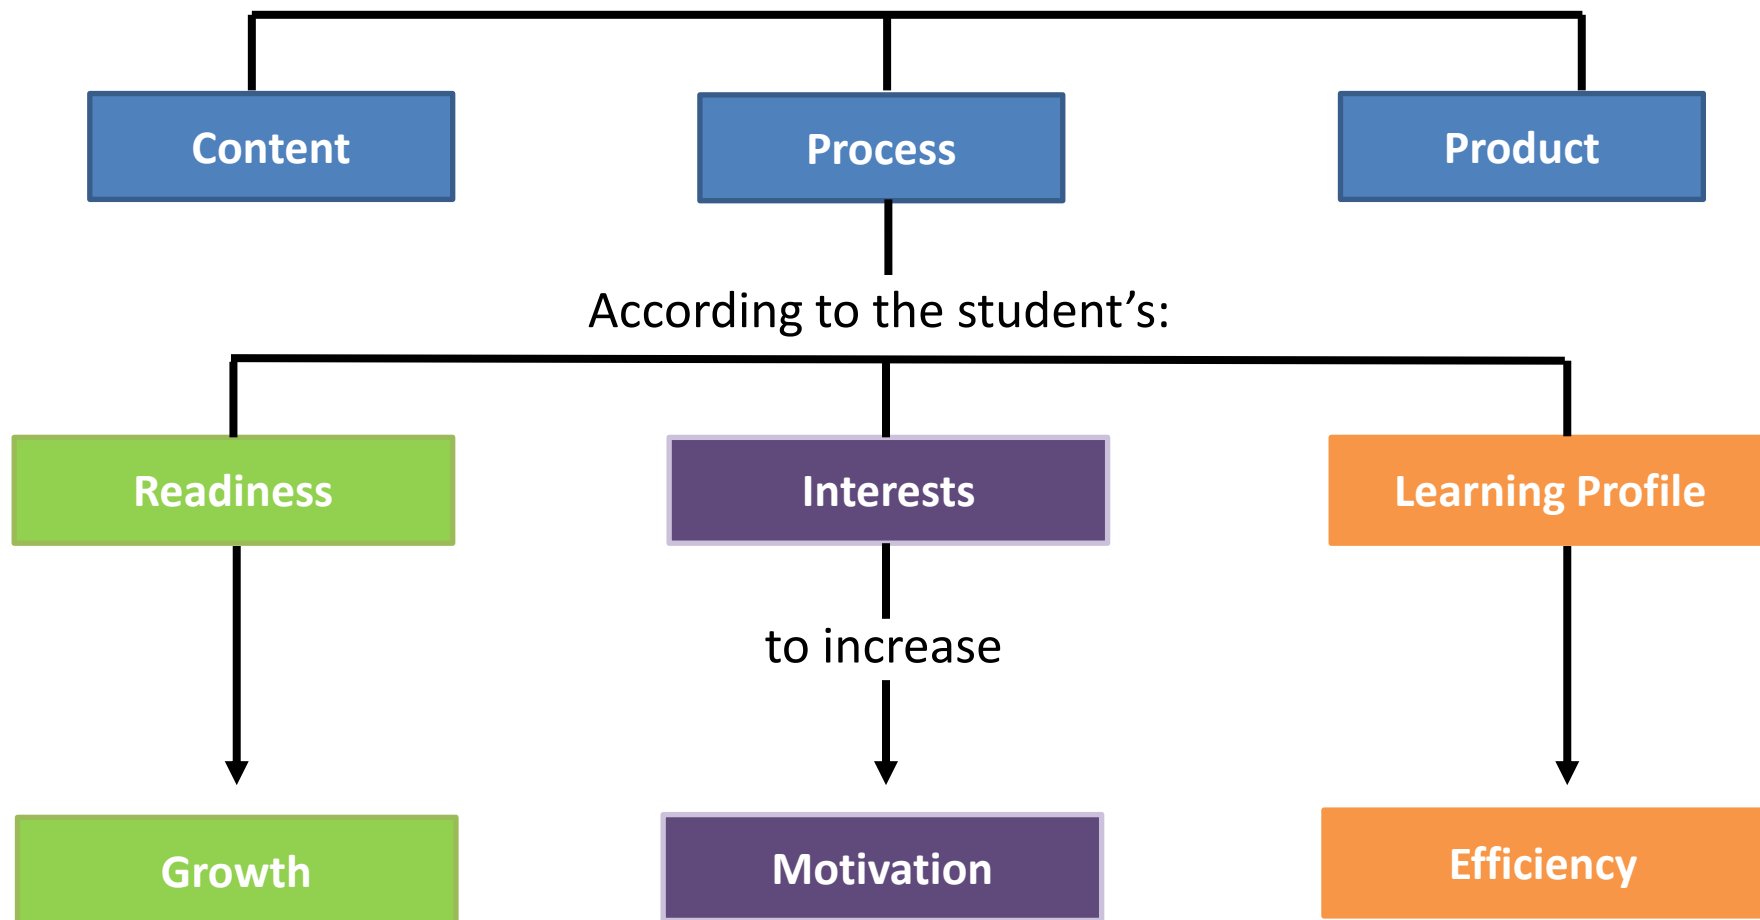 Content
Process
Product
According to the student’s:
Readiness
Interests
Learning Profile
to increase
Growth
Motivation
Efficiency